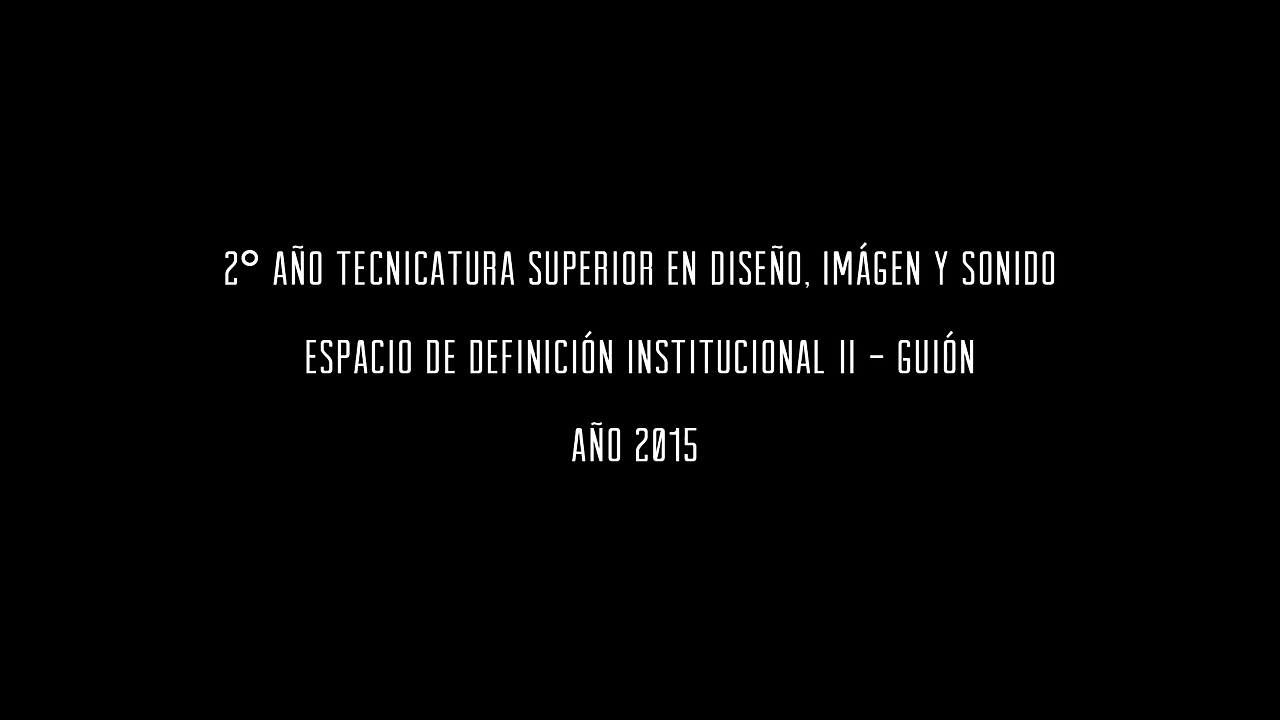 2° AÑO TECNICATURA SUPERIOR EN DISEÑO, IMÁGEN Y SONIDO
ESPACIO DE DEFINICIÓN INSTITUCIONAL II - GUIÓN
AÑO 2015